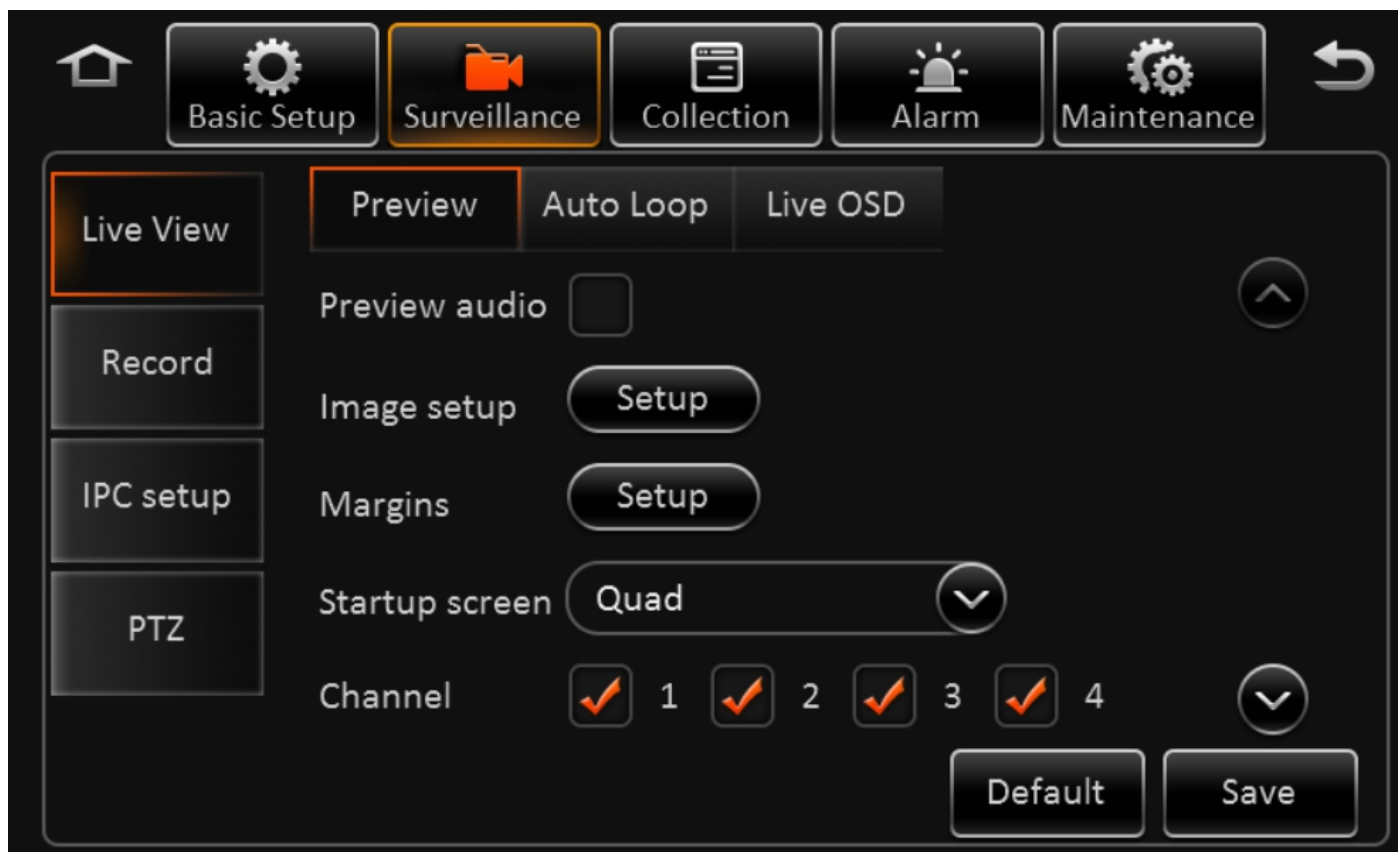 Basic Setup Surveillance Collection Alarm Maintenance
Live View
Record
IPC setup
PTZ
Preview Auto Loop Live OSD
Preview audio
Image setup Setup
Margins Setup
Startup screen Quad
Channel 1 2 3 4
Default Save